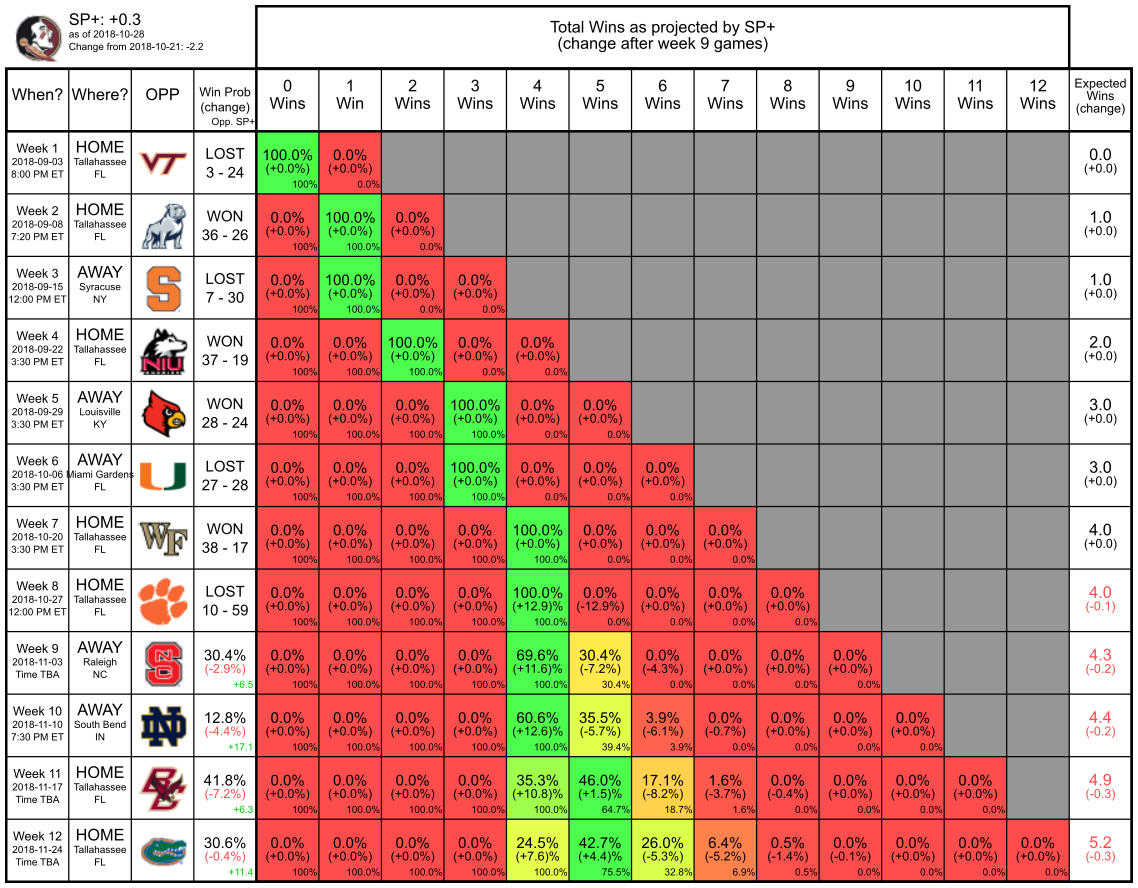 SP+: +0.3
as of 2018-10-28
Change from 2018-10-21: -2.2
Total Wins as projected by SP+
(change after week 9 games)
When? Where? OPP Win Prob (change) Opp. SP+ 0 Wins 1 Win 2 Wins 3 Wins 4 Wins 5 Wins 6 Wins 7 Wins 8 Wins 9 Wins 10 Wins 11 Wins 12 Wins Expected Wins (change)
Week 1 HOME LOST 100.0% 0.0% 0.0
2018-09-03 Tallahassee VT (+0.0%) (+0.0%) (+0.0)
8:00 PM ET FL 3 - 24 100% 0.0%
Week 2 HOME WON 0.0% 100.0% 0.0% 1.0
2018-09-08 Tallahassee (+0.0%) (+0.0%) (+0.0%) (+0.0)
7:20 PM ET FL 36 - 26 100% 100.0% 0.0%
Week 3 AWAY LOST 0.0% 100.0% 0.0% 0.0% 1.0
2018-09-15 Syracuse S (+0.0%) (+0.0%) (+0.0%) (+0.0%) (+0.0)
12:00 PM ET NY 7 - 30 100% 100.0% 0.0% 0.0%
Week 4 HOME WON 0.0% 0.0% 100.0% 0.0% 0.0% 2.0
2018-09-22 Tallahassee NIU HUSKIES (+0.0%) (+0.0%) (+0.0%) (+0.0%) (+0.0%) (+0.0)
3:30 PM ET FL 37 - 19 100% 100.0% 100.0% 0.0% 0.0%
Week 5 AWAY WON 0.0% 0.0% 0.0% 100.0% 0.0% 0.0% 3.0
2018-09-29 Louisville (+0.0%) (+0.0%) (+0.0%) (+0.0%) (+0.0%) (+0.0%) (+0.0)
3:30 PM ET KY 28 - 24 100% 100.0% 100.0% 100.0% 0.0% 0.0%
Week 6 AWAY LOST 0.0% 0.0% 0.0% 100.0% 0.0% 0.0% 0.0% 3.0
2018-10-06 Miami Gardens U (+0.0%) (+0.0%) (+0.0%) (+0.0%) (+0.0%) (+0.0%) (+0.0%) (+0.0)
3:30 PM ET FL 27 - 28 100% 100.0% 100.0% 100.0% 0.0% 0.0% 0.0%
Week 7 HOME WON 0.0% 0.0% 0.0% 0.0% 100.0% 0.0% 0.0% 0.0% 4.0
2018-10-20 Tallahassee WF (+0.0%) (+0.0%) (+0.0%) (+0.0%) (+0.0%) (+0.0%) (+0.0%) (+0.0%) (+0.0)
3:30 PM ET FL 38 - 17 100% 100.0% 100.0% 100.0% 100.0% 0.0% 0.0% 0.0%
Week 8 HOME LOST 0.0% 0.0% 0.0% 0.0% 100.0% 0.0% 0.0% 0.0% 0.0% 4.0
2018-10-27 Tallahassee (+0.0%) (+0.0%) (+0.0%) (+0.0%) (+12.9)% (-12.9%) (+0.0%) (+0.0%) (+0.0%) (-0.1)
12:00 PM ET FL 10 - 59 100% 100.0% 100.0% 100.0% 100.0% 0.0% 0.0% 0.0% 0.0%
Week 9 AWAY 30.4% 0.0% 0.0% 0.0% 0.0% 69.6% 30.4% 0.0% 0.0% 0.0% 0.0% 4.3
2018-11-03 Raleigh NCS (-2.9%) (+0.0%) (+0.0%) (+0.0%) (+0.0%) (+11.6)% (-7.2%) (-4.3%) (+0.0%) (+0.0%) (+0.0%) (-0.2)
Time TBA NC +6.5 100% 100.0% 100.0% 100.0% 100.0% 30.4% 0.0% 0.0% 0.0% 0.0%
Week 10 AWAY 12.8% 0.0% 0.0% 0.0% 0.0% 60.6% 35.5% 3.9% 0.0% 0.0% 0.0% 0.0% 4.4
2018-11-10 South Bend ND (-4.4%) (+0.0%) (+0.0%) (+0.0%) (+0.0%) (+12.6%) (-5.7%) (-6.1%) (-0.7%) (+0.0%) (+0.0%) (+0.0%) (-0.2)
7:30 PM ET IN +17.1 100% 100.0% 100.0% 100.0% 100.0% 39.4% 3.9% 0.0% 0.0% 0.0% 0.0%
Week 11 HOME 41.8% 0.0% 0.0% 0.0% 0.0% 35.3% 46.0% 17.1% 1.6% 0.0% 0.0% 0.0% 0.0% 4.9
2018-11-17 Tallahassee BC (-7.2%) (+0.0%) (+0.0%) (+0.0%) (+0.0%) (+10.8)% (+1.5)% (-8.2%) (-3.7%) (-0.4%) (+0.0%) (+0.0%) (+0.0%) (-0.3)
Time TBA FL +6.3 100% 100.0% 100.0% 100.0% 100.0% 64.7% 18.7% 1.6% 0.0% 0.0% 0.0% 0.0%
Week 12 HOME 30.6% 0.0% 0.0% 0.0% 0.0% 24.5% 42.7% 26.0% 6.4% 0.5% 0.0% 0.0% 0.0% 0.0% 5.2
2018-11-24 Tallahassee (-0.4%) (+0.0%) (+0.0%) (+0.0%) (+0.0%) (+7.6)% (+4.4%) (-5.3%) (-5.2%) (-1.4%) (-0.1%) (+0.0%) (+0.0%) (+0.0%) (-0.3)
Time TBA FL +11.4 100% 100.0% 100.0% 100.0% 100.0% 75.5% 32.8% 6.9% 0.5% 0.0% 0.0% 0.0% 0.0%